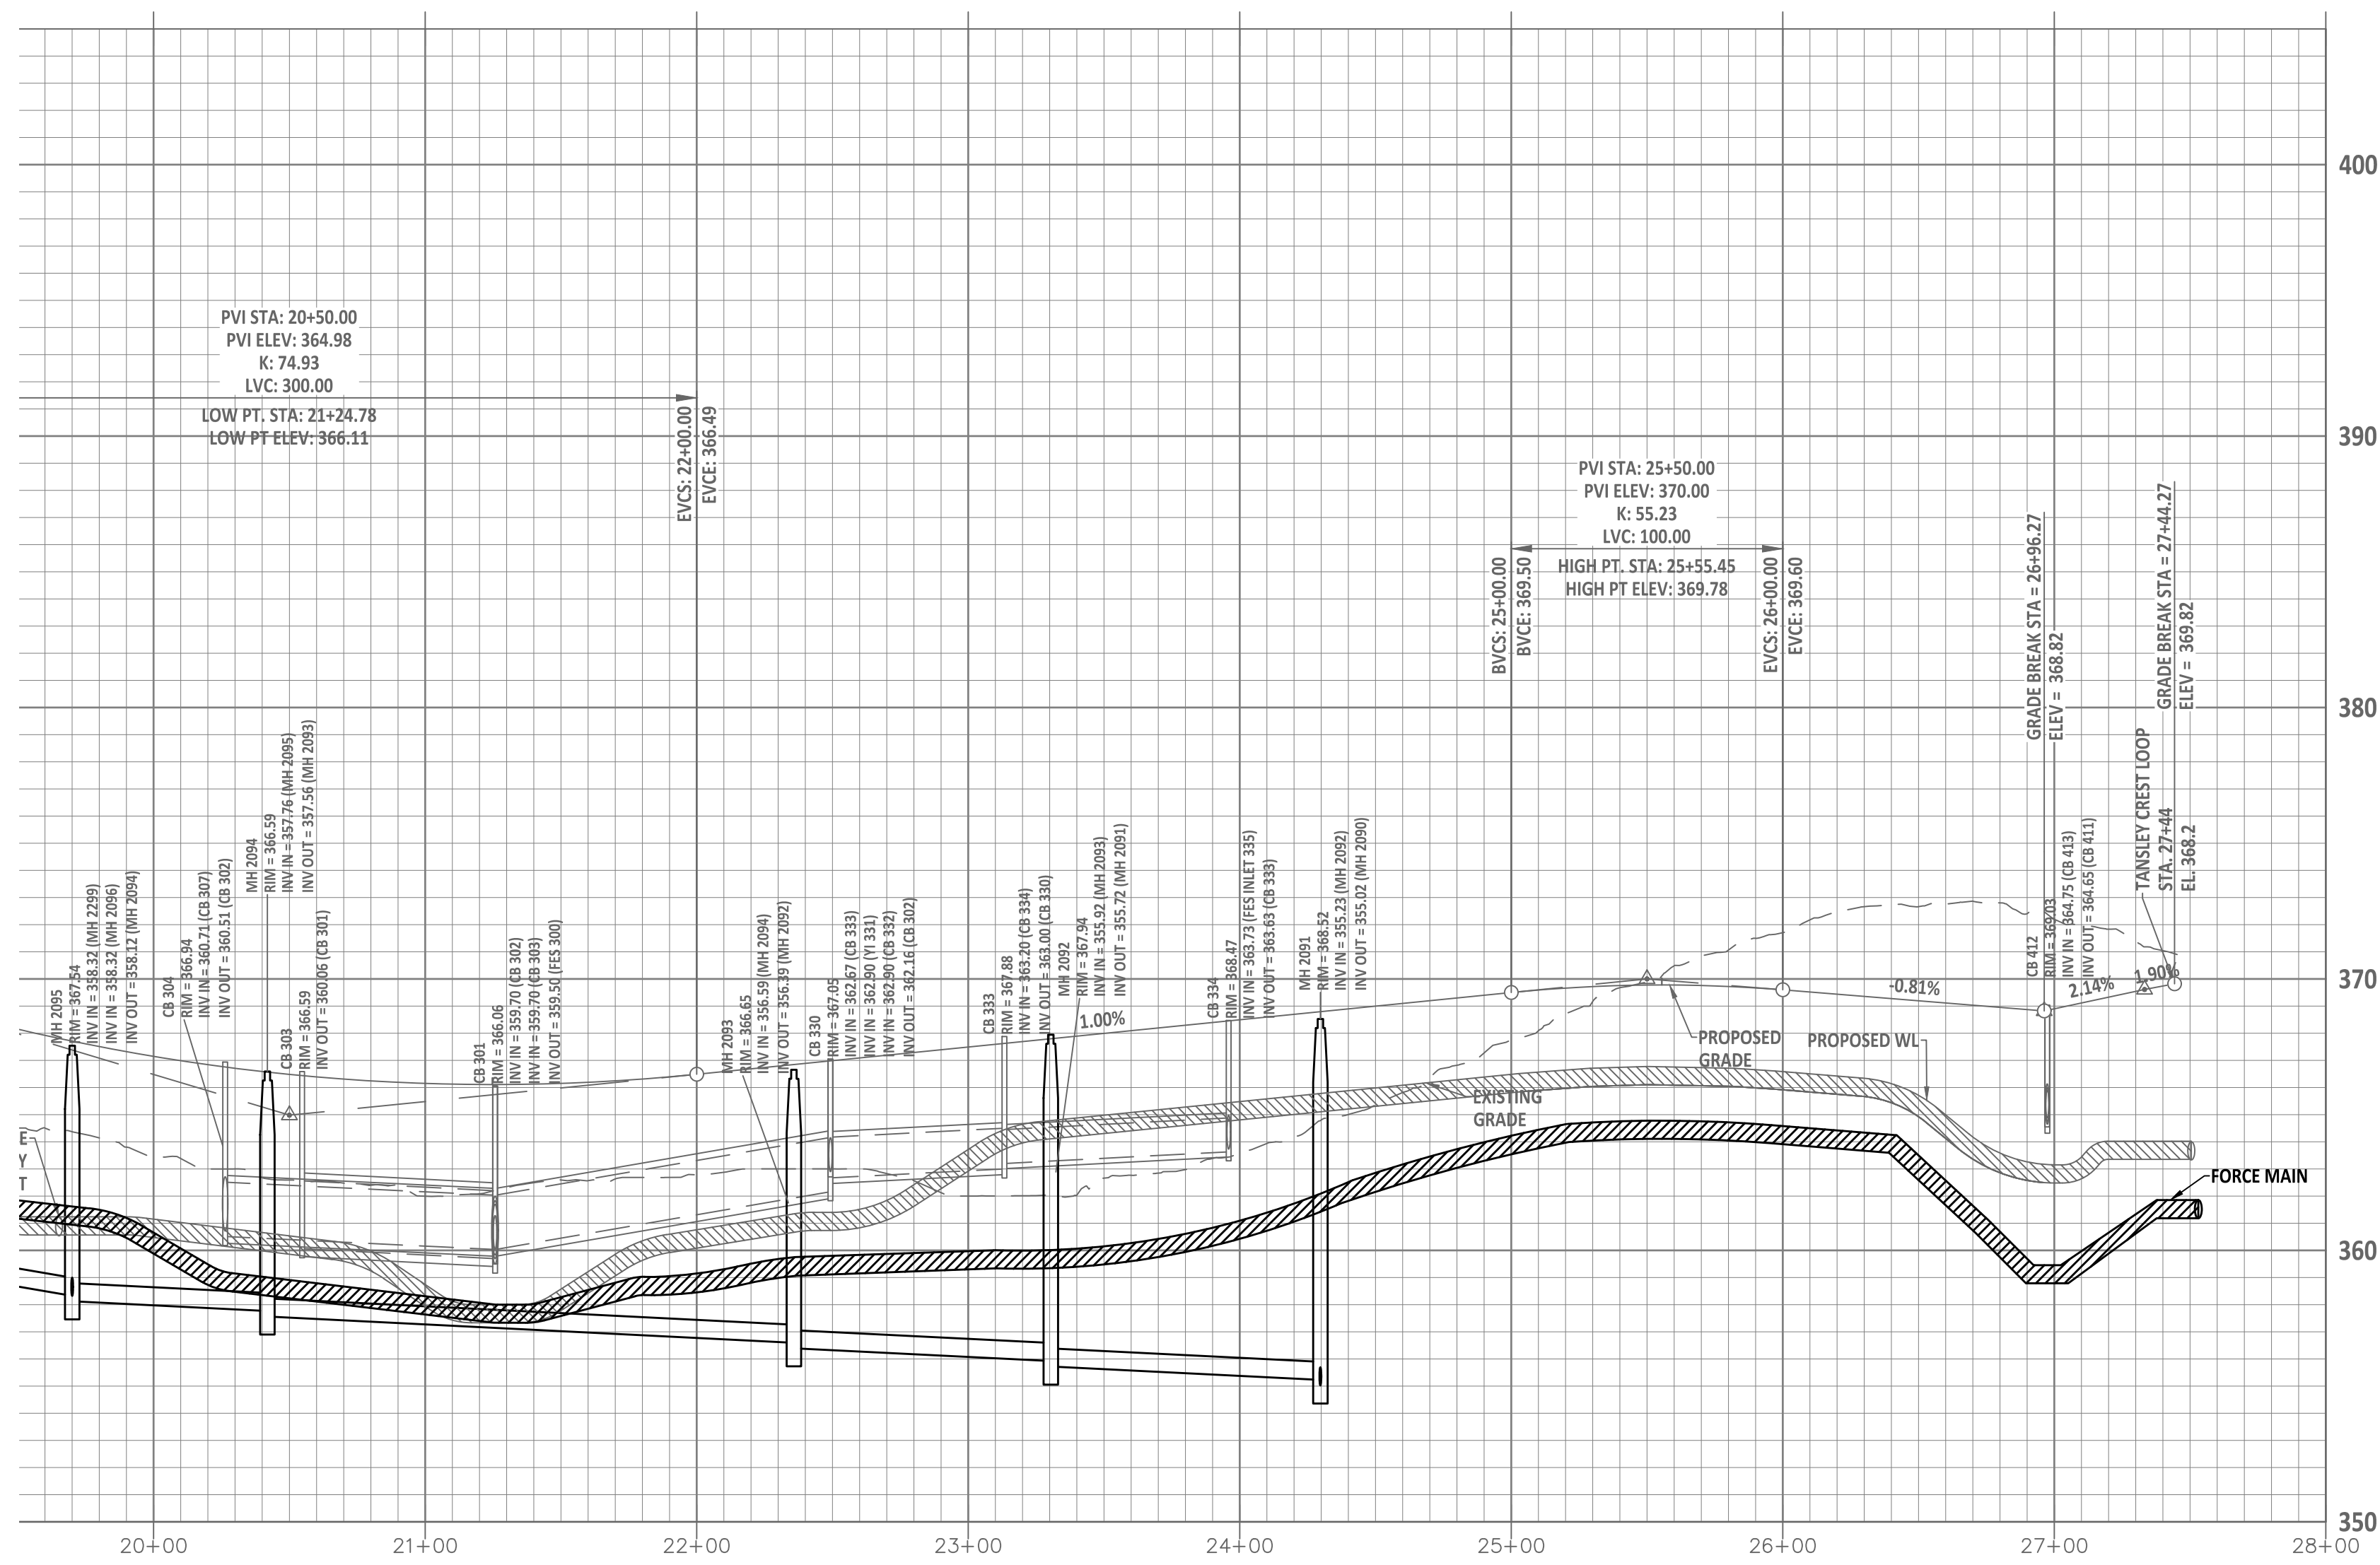 PVI STA: 20+50.00
PVI ELEV: 364.98
K: 74.93
LVC: 300.00
LOW PT. STA: 21+24.78
LOW PT ELEV: 366.11
EVCS: 22+00.00
EVCE: 366.49
PVI STA: 25+50.00
PVI ELEV: 370.00
K: 55.23
LVC: 100.00
HIGH PT. STA: 25+55.45
HIGH PT ELEV: 369.78
BVCS: 25+00.00
BVCE: 369.50
EVCS: 26+00.00
EVCE: 369.60
GRADE BREAK STA = 26+96.27
ELEV = 368.82
GRADE BREAK STA = 27+44.27
ELEV = 369.82
TANSLEY CREST LOOP
STA. 27+44
EL. 368.2
MH 2095
RIM = 367.54
INV IN = 358.32 (MH 2299)
INV IN = 358.32 (MH 2096)
INV OUT = 358.12 (MH 2094)
CB 304
RIM = 366.94
INV IN = 360.71 (CB 307)
INV OUT = 360.51 (CB 302)
MH 2094
RIM = 366.59
INV IN = 357.76 (MH 2095)
INV OUT = 357.56 (MH 2093)
CB 303
RIM = 366.59
INV OUT = 360.06 (CB 301)
CB 301
RIM = 366.06
INV IN = 359.70 (CB 302)
INV IN = 359.70 (CB 303)
INV OUT = 359.50 (FES 300)
MH 2093
RIM = 366.65
INV IN = 356.59 (MH 2094)
INV OUT = 356.39 (MH 2092)
CB 330
RIM = 367.05
INV IN = 362.67 (CB 333)
INV IN = 362.90 (YI 331)
INV IN = 362.90 (CB 332)
INV OUT = 362.16 (CB 302)
CB 333
RIM = 367.88
INV IN = 363.20 (CB 334)
INV OUT = 363.00 (CB 330)
MH 2092
RIM = 367.94
INV IN = 355.92 (MH 2093)
INV OUT = 355.72 (MH 2091)
CB 334
RIM = 368.47
INV IN = 363.73 (FES INLET 335)
INV OUT = 363.63 (CB 333)
MH 2091
RIM = 368.52
INV IN = 355.23 (MH 2092)
INV OUT = 355.02 (MH 2090)
CB 412
RIM = 369.03
INV IN = 364.75 (CB 413)
INV OUT = 364.65 (CB 411)
1.00%
-0.81%
2.14%
1.90%
PROPOSED
GRADE
PROPOSED WL
EXISTING
GRADE
FORCE MAIN
E
Y
T
400
390
380
370
360
350
20+00
21+00
22+00
23+00
24+00
25+00
26+00
27+00
28+00